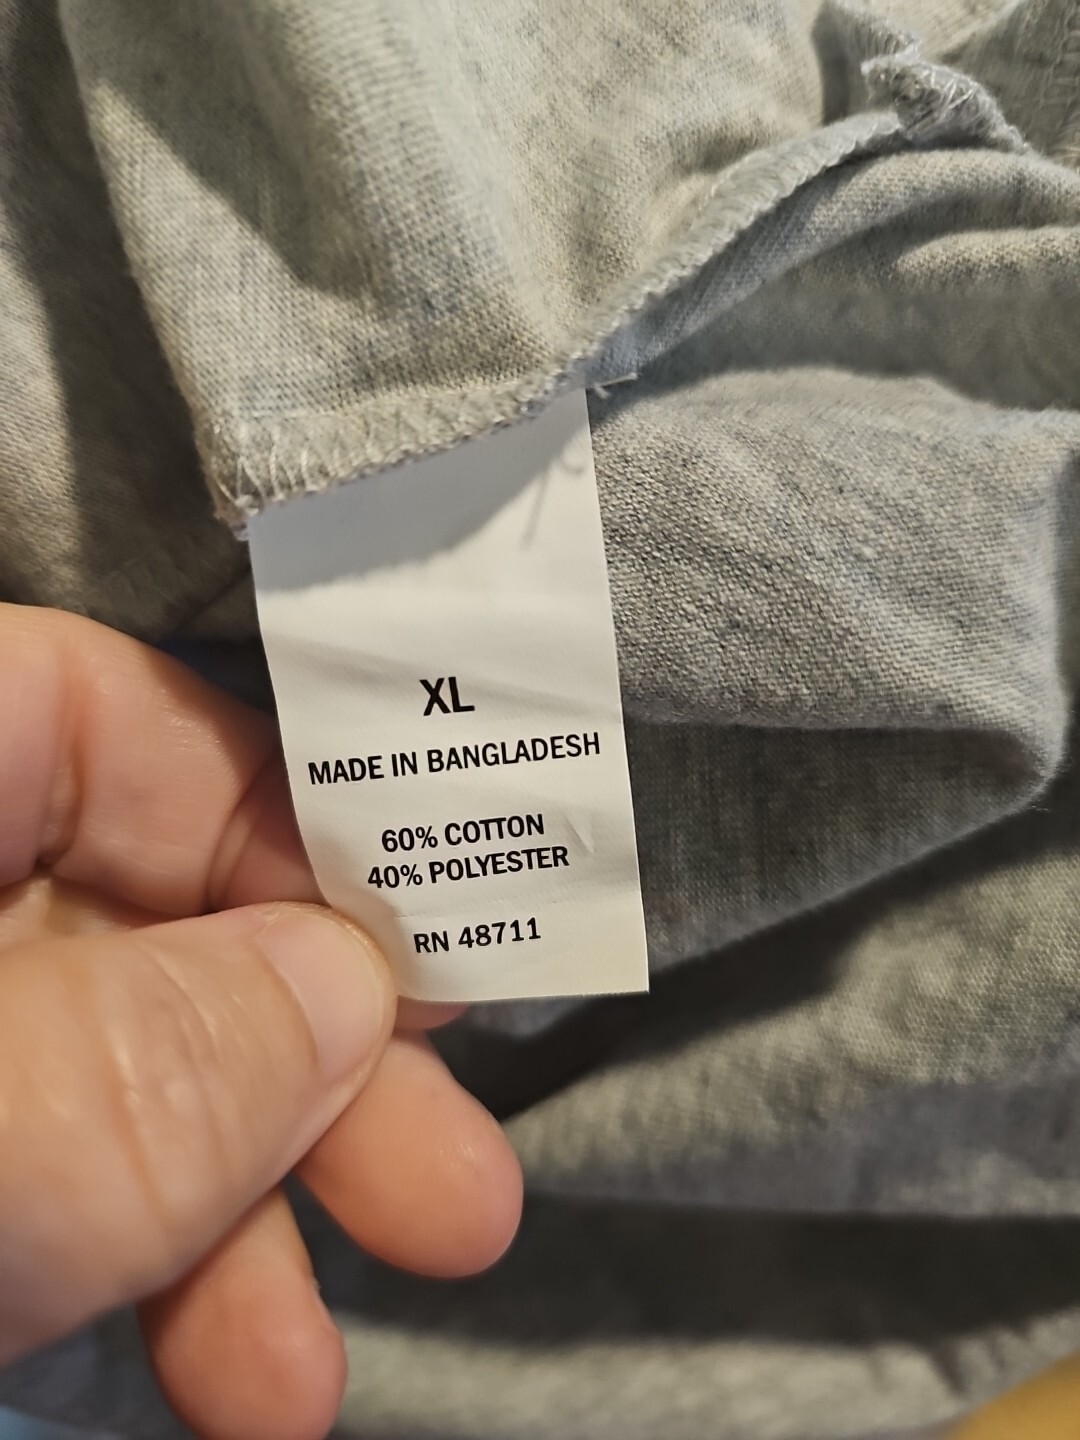 XL
MADE IN BANGLADESH
60% COTTON
40% POLYESTER
RN 48711